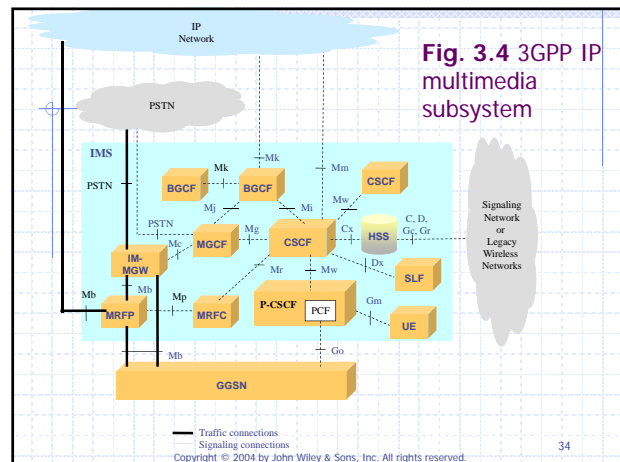 IP
Network
Fig. 3.4 3GPP IP
multimedia
subsystem
PSTN
IMS
Mk
Mk
Mm
CSCF
BGCF
BGCF
PSTN
Mw
Signaling
Network
or
Legacy
Wireless
Networks
Mj
Mi
PSTN
Mg
Cx
C, D,
Gc, Gr
HSS
MGCF
CSCF
Mc
IM-
MGW
Dx
SLF
Mr
Mw
Mb
Mb
Mp
P-CSCF
PCF
Gm
MRFP
MRFC
UE
Mb
Go
GGSN
Traffic connections
Signaling connections
34
Copyright © 2004 by John Wiley & Sons, Inc. All rights reserved.